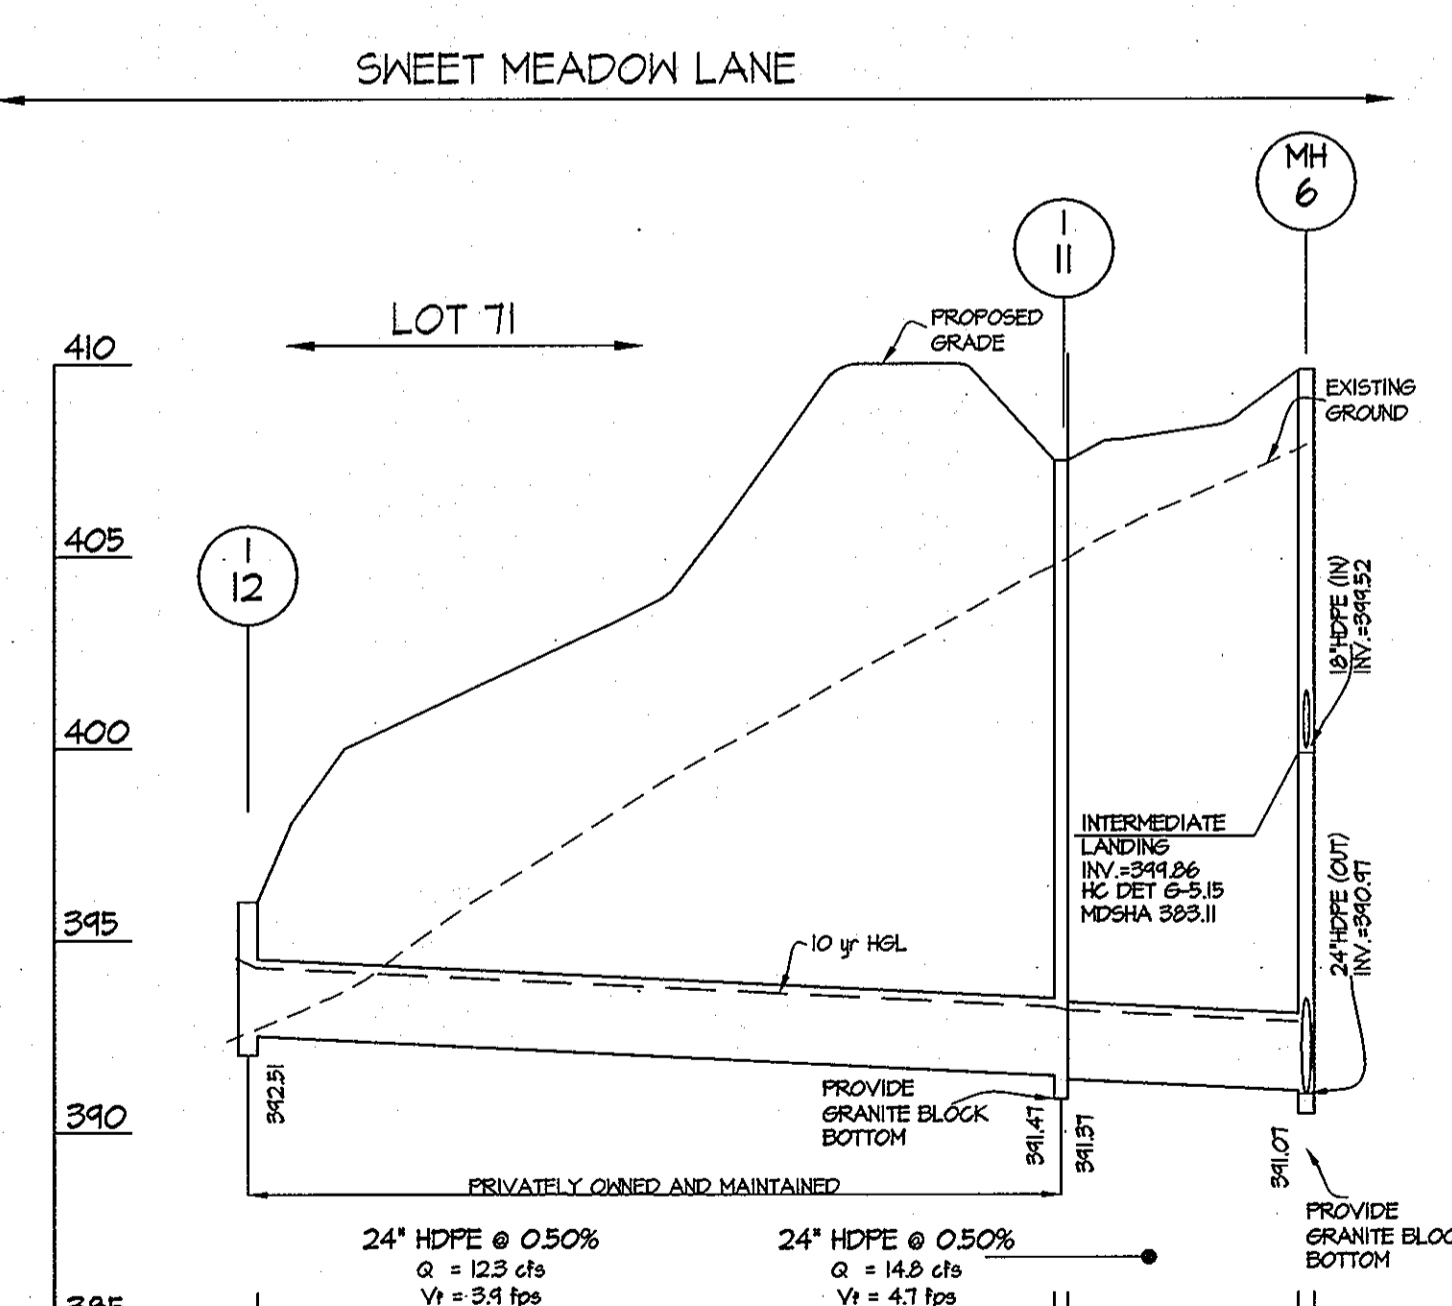 SWEET MEADOW LANE
MH
6
I
11
LOT 71
PROPOSED
GRADE
410
EXISTING
GROUND
405
I
12
18"HDPE (IN)
INV.=399.52
400
INTERMEDIATE
LANDING
INV.=399.86
HC DET G-5.15
MDSHA 383.11
24"HDPE (OUT)
INV.=390.97
395
10 yr HGL
392.51
390
PROVIDE
GRANITE BLOCK
BOTTOM
391.47
391.37
391.07
PRIVATELY OWNED AND MAINTAINED
PROVIDE
GRANITE BLOC
BOTTOM
24" HDPE @ 0.50%
Q = 12.3 cfs
Vf = 3.9 fps
24" HDPE @ 0.50%
Q = 14.8 cfs
Vf = 4.7 fps
385